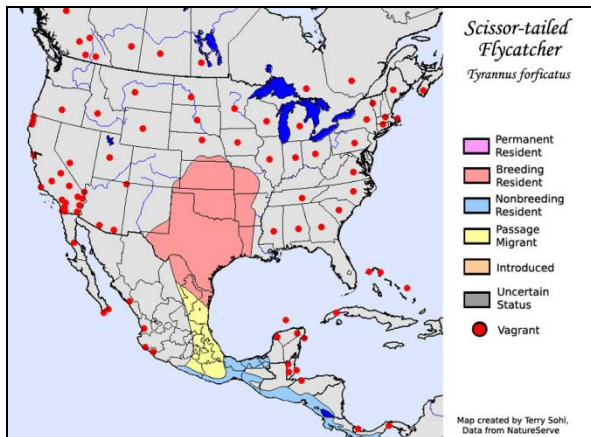 Scissor-tailed
Flycatcher
Tyrannus forficatus
Permanent
Resident
Breeding
Resident
Nonbreeding
Resident
Passage
Migrant
Introduced
Uncertain
Status
Vagrant
Map created by Terry Sohl,
Data from NatureServe